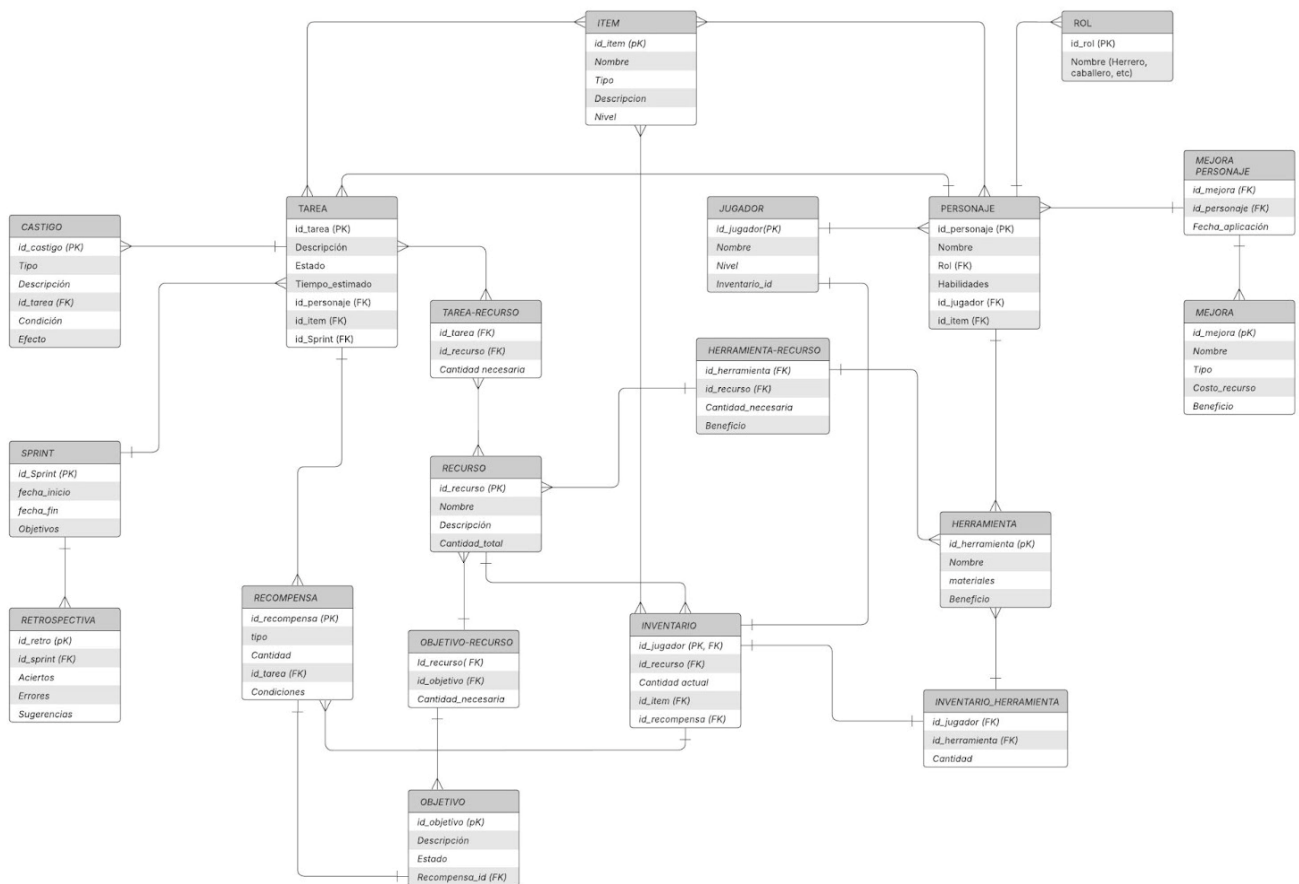 ITEM
id_item (pK)
Nombre
Tipo
Descripcion
Nivel
ROL
id_rol (PK)
Nombre (Herrero,
caballero, etc)
MEJORA
PERSONAJE
id_mejora (FK)
id_personaje (FK)
Fecha_aplicación
CASTIGO
id_castigo (PK)
Tipo
Descripción
id_tarea (FK)
Condición
Efecto
TAREA
id_tarea (PK)
Descripción
Estado
Tiempo_estimado
id_personaje (FK)
id_item (FK)
id_Sprint (FK)
JUGADOR
id_jugador(PK)
Nombre
Nivel
Inventario_id
PERSONAJE
id_personaje (PK)
Nombre
Rol (FK)
Habilidades
id_jugador (FK)
id_item (FK)
TAREA-RECURSO
id_tarea (FK)
id_recurso (FK)
Cantidad necesaria
HERRAMIENTA-RECURSO
id_herramienta (FK)
id_recurso (FK)
Cantidad_necesaria
Beneficio
MEJORA
id_mejora (pK)
Nombre
Tipo
Costo_recurso
Beneficio
SPRINT
id_Sprint (PK)
fecha_inicio
fecha_fin
Objetivos
RECURSO
id_recurso (PK)
Nombre
Descripción
Cantidad_total
HERRAMIENTA
id_herramienta (pK)
Nombre
materiales
Beneficio
RETROSPECTIVA
id_retro (pK)
id_sprint (FK)
Aciertos
Errores
Sugerencias
RECOMPENSA
id_recompensa (PK)
tipo
Cantidad
id_tarea (FK)
Condiciones
OBJETIVO-RECURSO
Id_recurso( FK)
id_objetivo (FK)
Cantidad_necesaria
INVENTARIO
id_jugador (PK, FK)
id_recurso (FK)
Cantidad actual
id_item (FK)
id_recompensa (FK)
INVENTARIO_HERRAMIENTA
id_jugador (FK)
id_herramienta (FK)
Cantidad
OBJETIVO
id_objetivo (pK)
Descripción
Estado
Recompensa_id (FK)